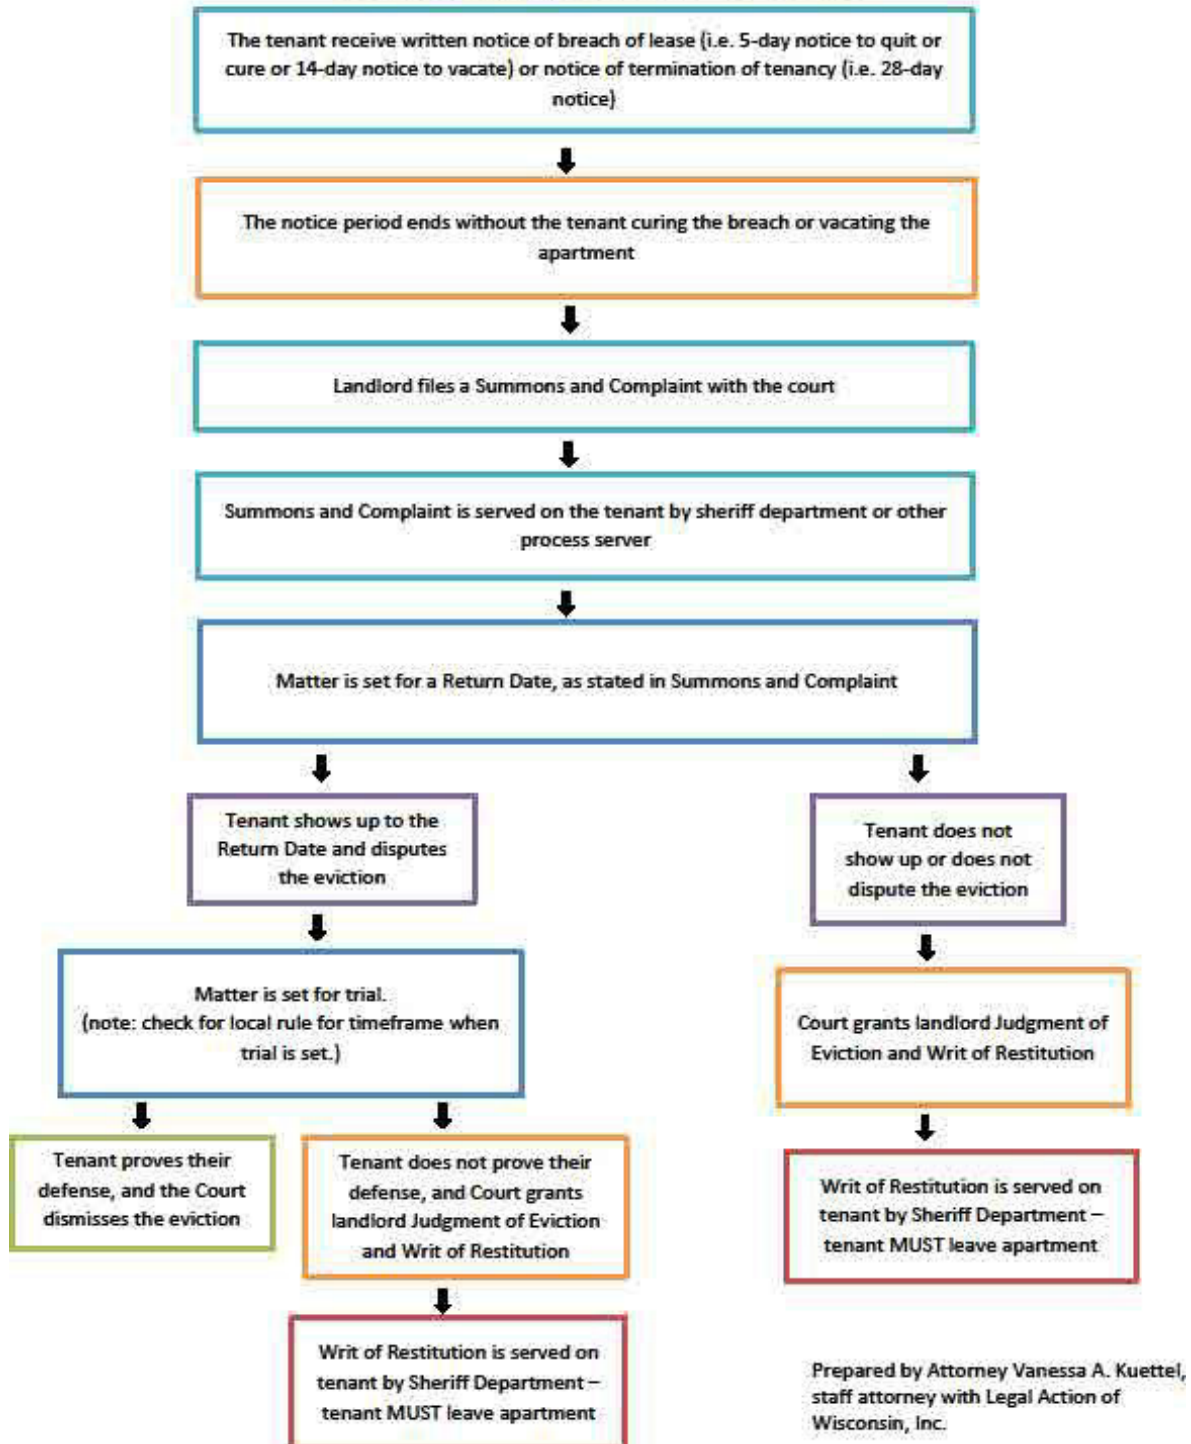 The tenant receive written notice of breach of lease (i.e. 5-day notice to quit or
cure or 14-day notice to vacate) or notice of termination of tenancy (i.e. 28-day
notice)
The notice period ends without the tenant curing the breach or vacating the
apartment
Landlord files a Summons and Complaint with the court
Summons and Complaint is served on the tenant by sheriff department or other
process server
Matter is set for a Return Date, as stated in Summons and Complaint
Tenant shows up to the
Return Date and disputes
the eviction
Tenant does not
show up or does not
dispute the eviction
Matter is set for trial.
(note: check for local rule for timeframe when
trial is set.)
Court grants landlord Judgment of
Eviction and Writ of Restitution
Tenant proves their
defense, and the Court
dismisses the eviction
Tenant does not prove their
defense, and Court grants
landlord Judgment of Eviction
and Writ of Restitution
Writ of Restitution is served on
tenant by Sheriff Department –
tenant MUST leave apartment
Writ of Restitution is served on
tenant by Sheriff Department –
tenant MUST leave apartment
Prepared by Attorney Vanessa A. Kuettel,
staff attorney with Legal Action of
Wisconsin, Inc.